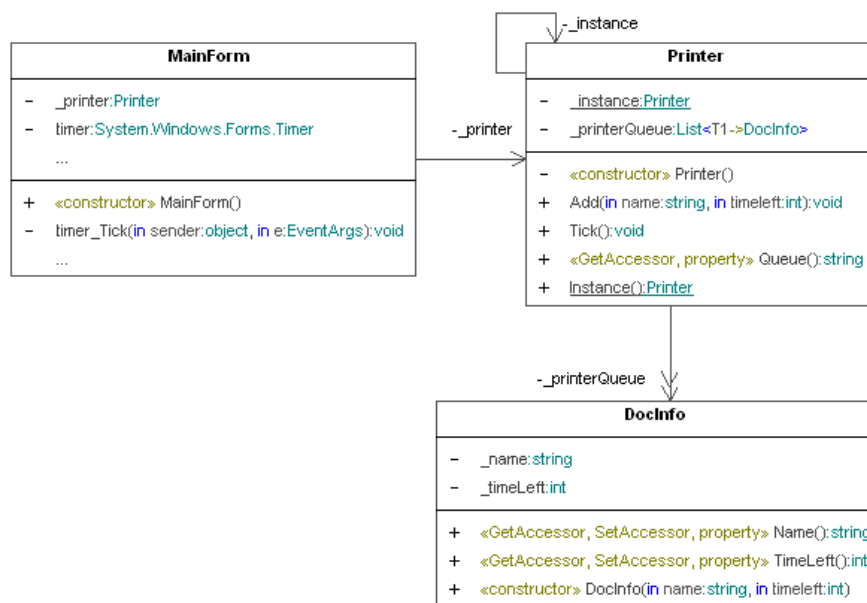 -_instance
MainForm
- _printer:Printer
- timer:System.Windows.Forms.Timer
...
+ «constructor» MainForm()
- timer_Tick(in sender:object, in e:EventArgs):void
...
-_printer
Printer
- _instance:Printer
- _printerQueue:List<T1->DocInfo>
- «constructor» Printer()
+ Add(in name:string, in timeleft:int):void
+ Tick():void
+ «GetAccessor, property» Queue():string
+ Instance():Printer
-_printerQueue
DocInfo
- _name:string
- _timeLeft:int
+ «GetAccessor, SetAccessor, property» Name():string
+ «GetAccessor, SetAccessor, property» TimeLeft():int
+ «constructor» DocInfo(in name:string, in timeleft:int)